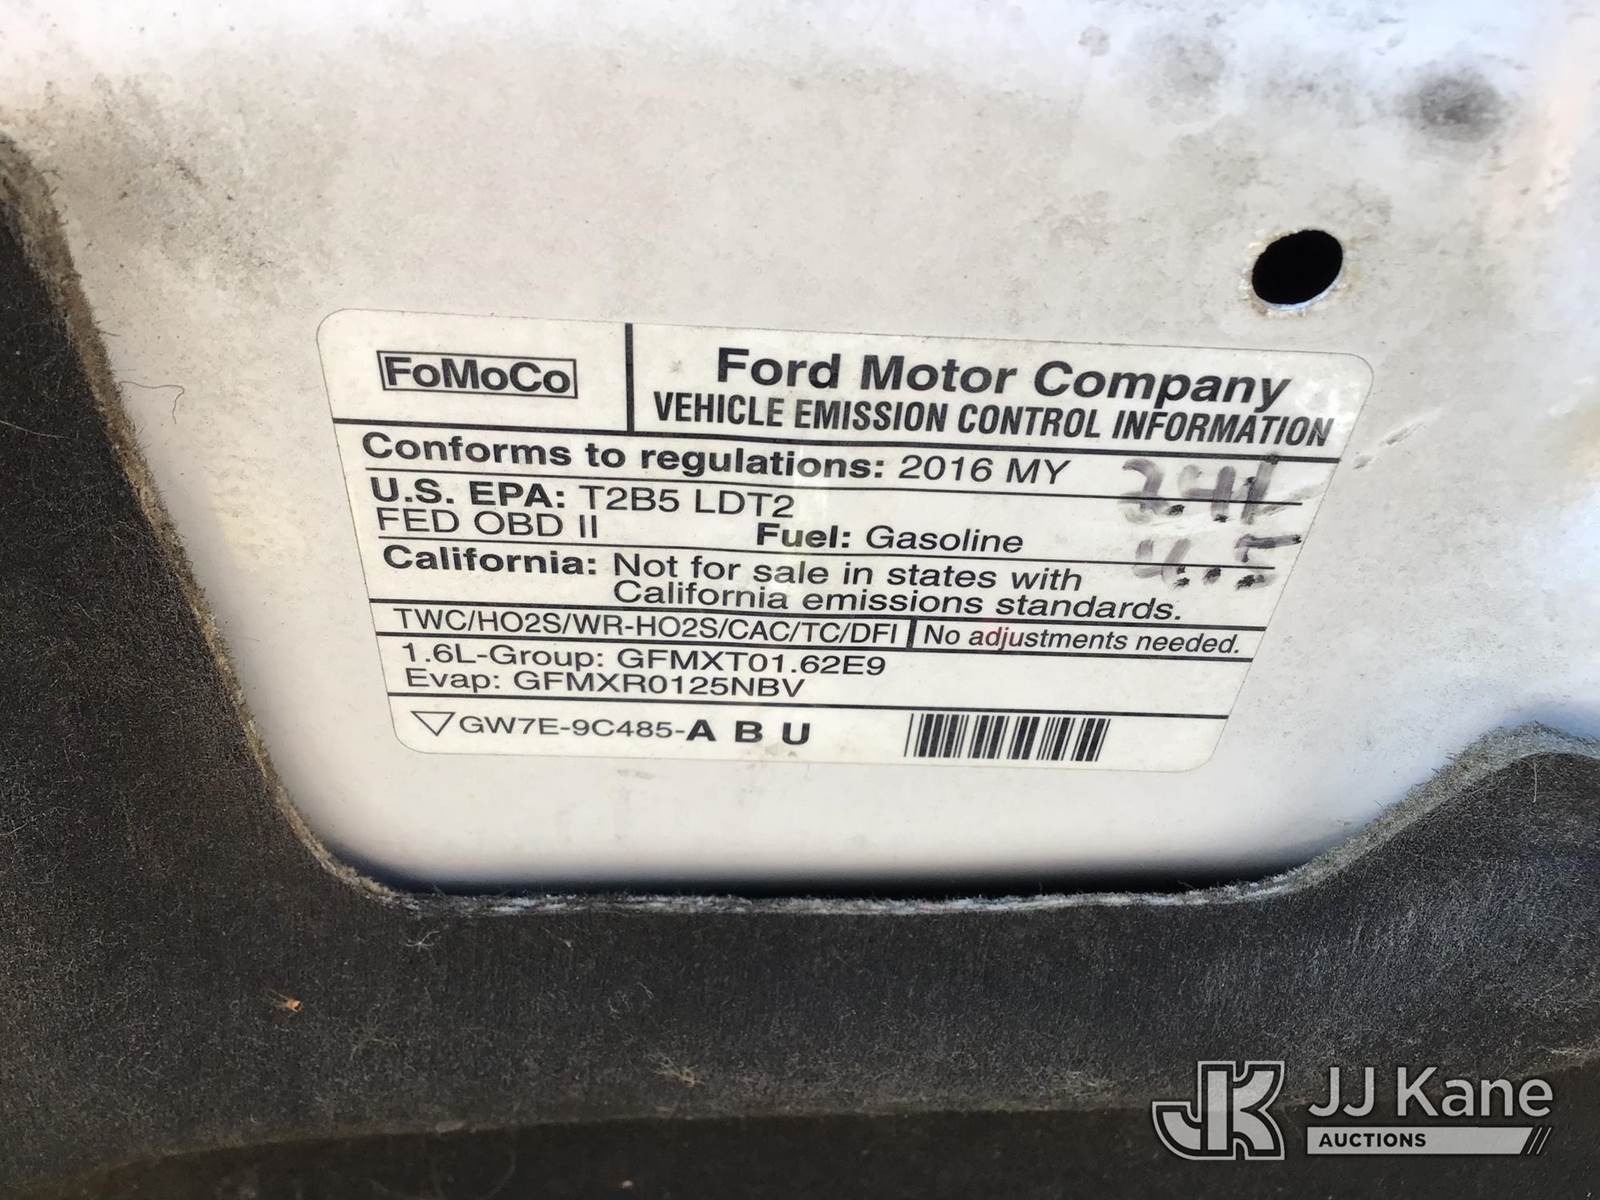 FoMoCo
Ford Motor Company
VEHICLE EMISSION CONTROL INFORMATION
Conforms to regulations: 2016 MY
U.S. EPA: T2B5 LDT2
FED OBD II Fuel: Gasoline
California: Not for sale in states with
California emissions standards.
TWC/HO2S/WR-HO2S/CAC/TC/DFI No adjustments needed.
1.6L-Group: GFMXT01.62E9
Evap: GFMXR0125NBV
GW7E-9C485-A B U
JK JJ Kane
AUCTIONS